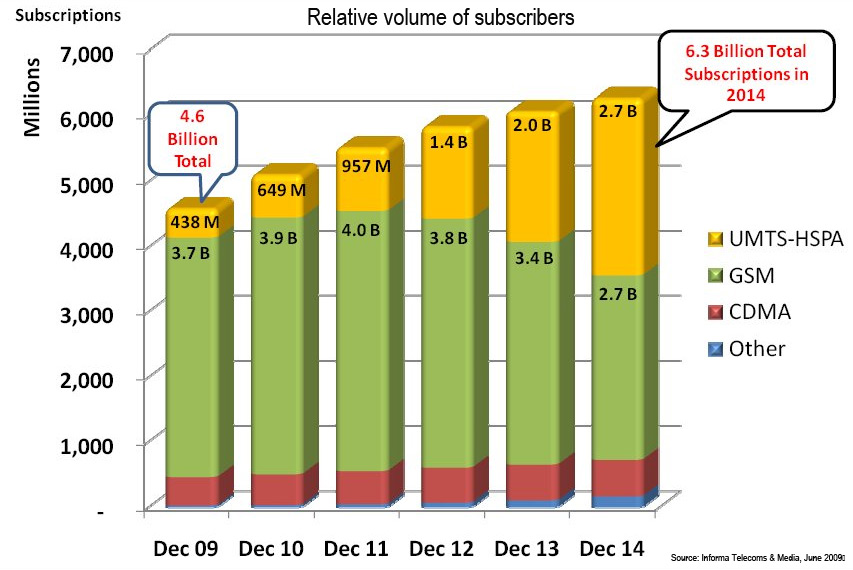 Subscriptions
Relative volume of subscribers
Millions
7,000
6,000
5,000
4,000
3,000
2,000
1,000
-
4.6
Billion
Total
6.3 Billion Total
Subscriptions in
2014
438 M
649 M
957 M
1.4 B
2.0 B
2.7 B
3.7 B
3.9 B
4.0 B
3.8 B
3.4 B
2.7 B
UMTS-HSPA
GSM
CDMA
Other
Dec 09
Dec 10
Dec 11
Dec 12
Dec 13
Dec 14
Source: Informa Telecoms & Media, June 2009